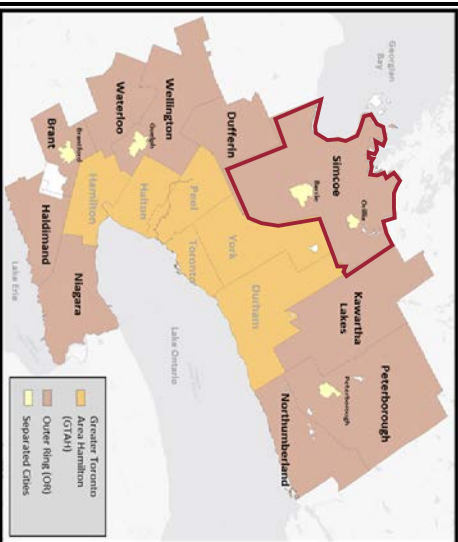 Georgian
Bay
Simcoe
Orillia
Barrie
Dufferin
Wellington
Waterloo
Guelph
Brantford
Brant
Haldimand
Niagara
Hamilton
Halton
Peel
Toronto
York
Durham
Kawartha
Lakes
Peterborough
Peterborough
Northumberland
Lake Ontario
Lake Erie
Greater Toronto
Area Hamilton
(GTAH)
Outer Ring (OR)
Separated Cities